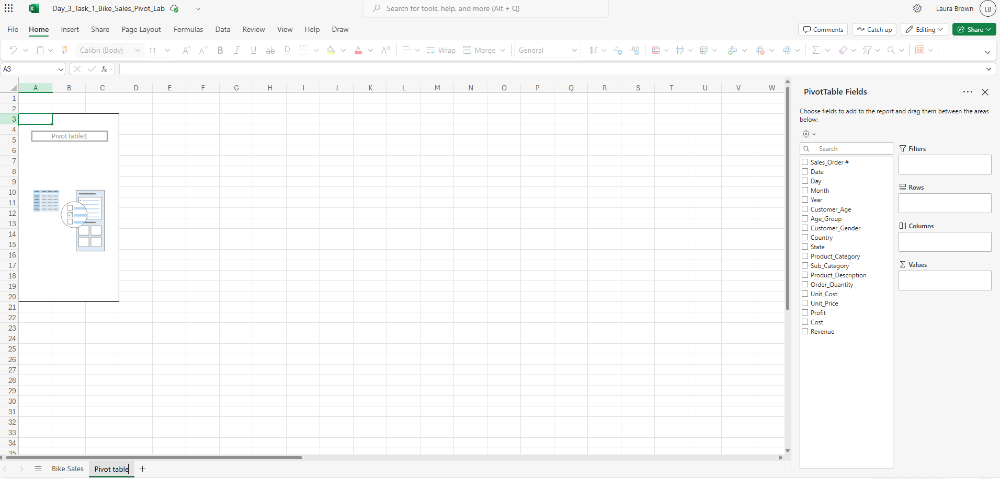 Day_3_Task_1_Bike_Sales_Pivot_Lab
Search for tools, help, and more (Alt + Q)
Laura Brown
LB
File Home Insert Share Page Layout Formulas Data Review View Help Draw
Comments
Catch up
Editing
Share
Calibri (Body)
11
Wrap
Merge
General
A3
fx
A B C D E F G H I J K L M N O P Q R S T U V W
1
2
3
4
5
6
7
8
9
10
11
12
13
14
15
16
17
18
19
20
21
22
23
24
25
26
27
28
29
30
31
32
33
34
35
PivotTable1
PivotTable Fields
Choose fields to add to the report and drag them between the areas
below:
Search
Sales_Order #
Date
Day
Month
Year
Customer_Age
Age_Group
Customer_Gender
Country
State
Product_Category
Sub_Category
Product_Description
Order_Quantity
Unit_Cost
Unit_Price
Profit
Cost
Revenue
Filters
Rows
Columns
Values
Bike Sales
Pivot table